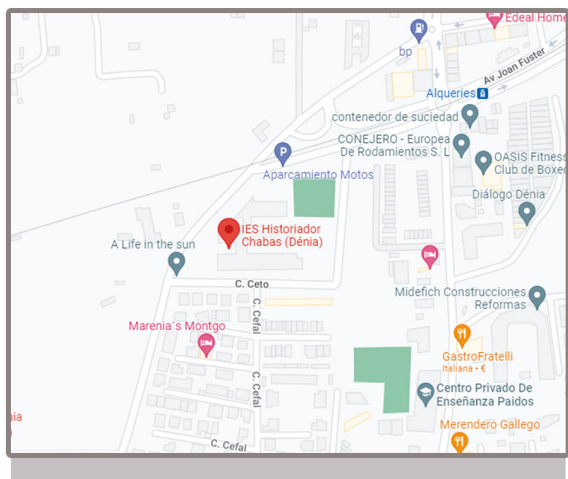 Edeal Home
bp
Av Joan Fuster
Alqueries
contenedor de suciedad
CONEJERO - Europea
De Rodamientos S. L
P
Aparcamiento Motos
OASIS Fitness
Club de Boxeo
Diálogo Dénia
IES Historiador
Chabas (Dénia)
A Life in the sun
C. Ceto
C. Cefal
Midefich Construcciones
Reformas
Marenia´s Montgo
GastroFratelli
Italiana • €
C. Cefal
Centro Privado De
Enseñanza Paidos
nia
Merendero Gallego
C. Cefal